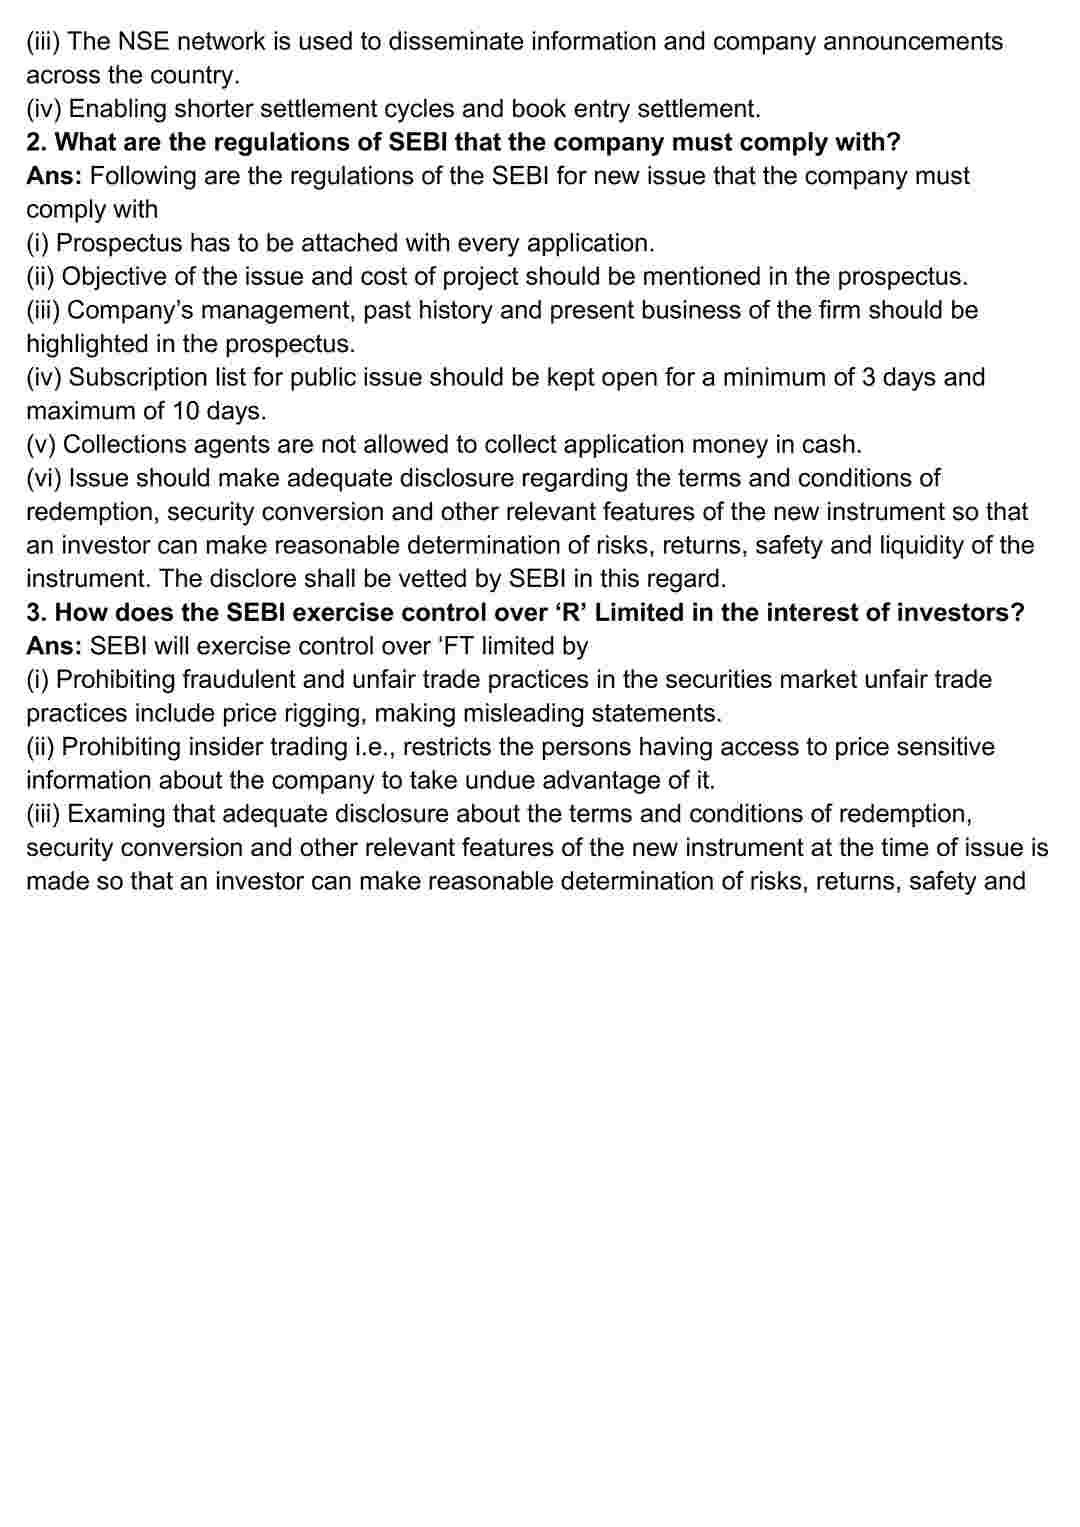 (iii) The NSE network is used to disseminate information and company announcements
across the country.
(iv) Enabling shorter settlement cycles and book entry settlement.
2. What are the regulations of SEBI that the company must comply with?
Ans: Following are the regulations of the SEBI for new issue that the company must
comply with
(i) Prospectus has to be attached with every application.
(ii) Objective of the issue and cost of project should be mentioned in the prospectus.
(iii) Company’s management, past history and present business of the firm should be
highlighted in the prospectus.
(iv) Subscription list for public issue should be kept open for a minimum of 3 days and
maximum of 10 days.
(v) Collections agents are not allowed to collect application money in cash.
(vi) Issue should make adequate disclosure regarding the terms and conditions of
redemption, security conversion and other relevant features of the new instrument so that
an investor can make reasonable determination of risks, returns, safety and liquidity of the
instrument. The disclore shall be vetted by SEBI in this regard.
3. How does the SEBI exercise control over ‘R’ Limited in the interest of investors?
Ans: SEBI will exercise control over ‘FT limited by
(i) Prohibiting fraudulent and unfair trade practices in the securities market unfair trade
practices include price rigging, making misleading statements.
(ii) Prohibiting insider trading i.e., restricts the persons having access to price sensitive
information about the company to take undue advantage of it.
(iii) Examing that adequate disclosure about the terms and conditions of redemption,
security conversion and other relevant features of the new instrument at the time of issue is
made so that an investor can make reasonable determination of risks, returns, safety and